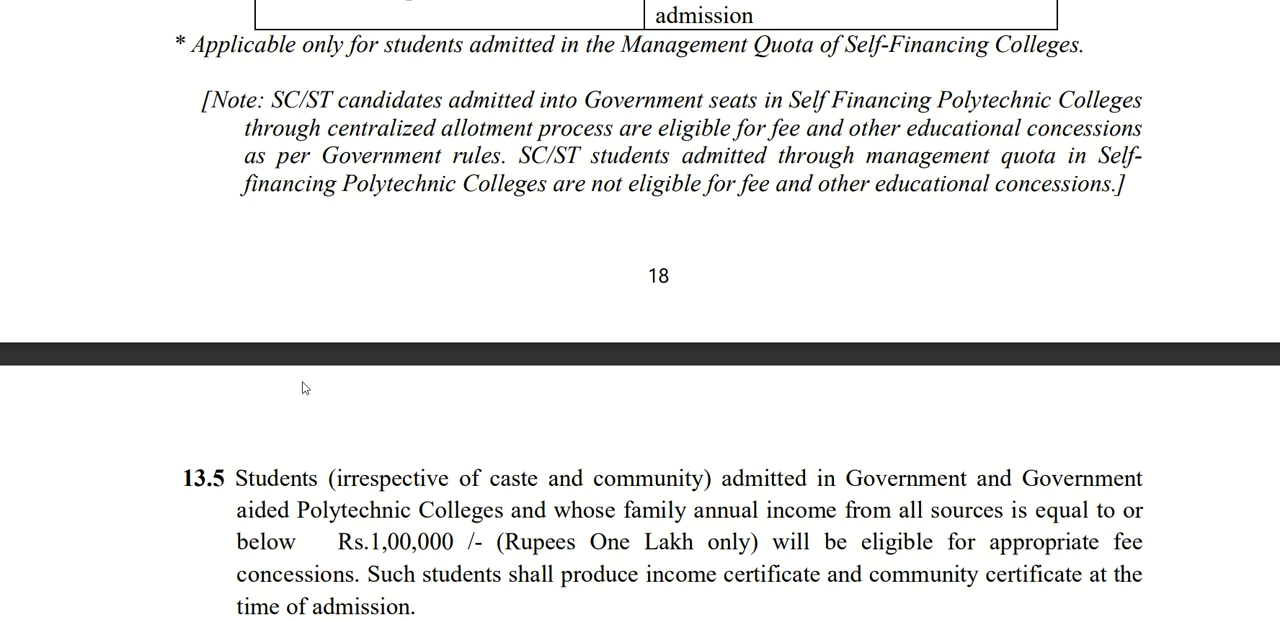 admission
* Applicable only for students admitted in the Management Quota of Self-Financing Colleges.
[Note: SC/ST candidates admitted into Government seats in Self Financing Polytechnic Colleges
through centralized allotment process are eligible for fee and other educational concessions
as per Government rules. SC/ST students admitted through management quota in Self-
financing Polytechnic Colleges are not eligible for fee and other educational concessions.]
18
13.5 Students (irrespective of caste and community) admitted in Government and Government
aided Polytechnic Colleges and whose family annual income from all sources is equal to or
below Rs.1,00,000 /- (Rupees One Lakh only) will be eligible for appropriate fee
concessions. Such students shall produce income certificate and community certificate at the
time of admission.